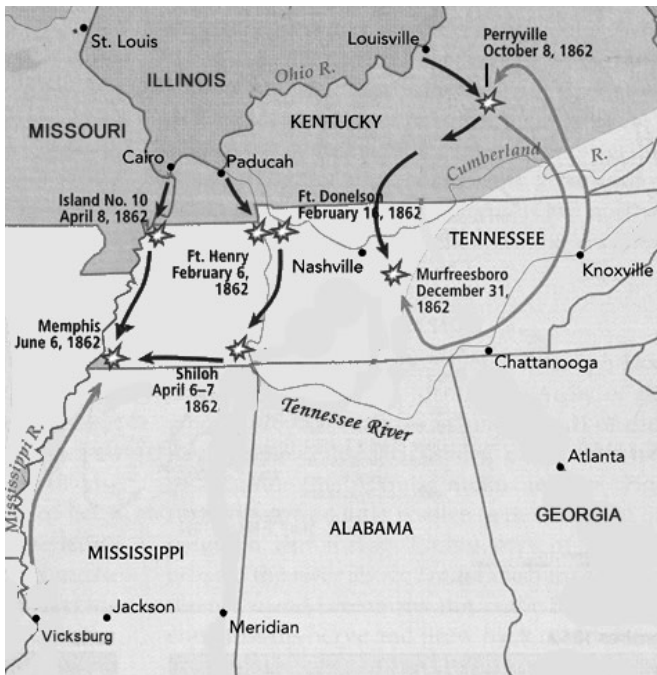 St. Louis
Louisville
Perryville
October 8, 1862
ILLINOIS
Ohio R.
MISSOURI
KENTUCKY
Cairo
Paducah
Cumberland
R.
Island No. 10
April 8, 1862
Ft. Donelson
February 16, 1862
Ft. Henry
February 6,
1862
TENNESSEE
Nashville
Knoxville
Murfreesboro
December 31,
1862
Memphis
June 6, 1862
Shiloh
April 6–7
1862
Chattanooga
Tennessee River
Mississippi R.
Atlanta
GEORGIA
ALABAMA
MISSISSIPPI
Jackson
Meridian
Vicksburg